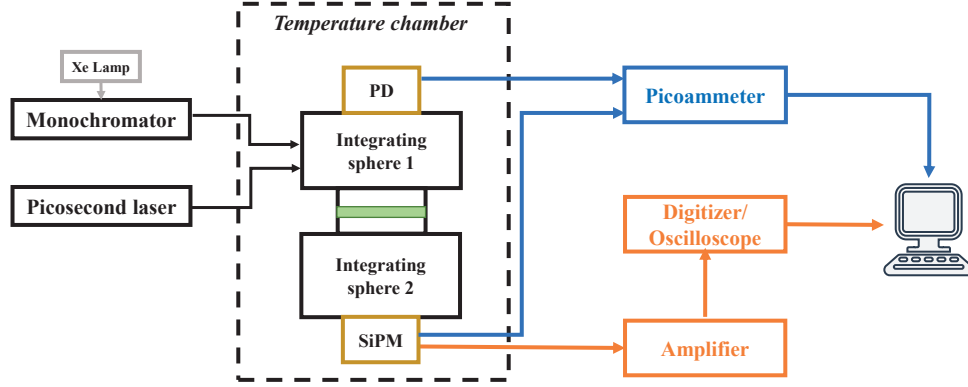 Temperature chamber
Xe Lamp
PD
Picoammeter
Monochromator
Integrating
sphere 1
Picosecond laser
Digitizer/
Oscilloscope
Integrating
sphere 2
SiPM
Amplifier